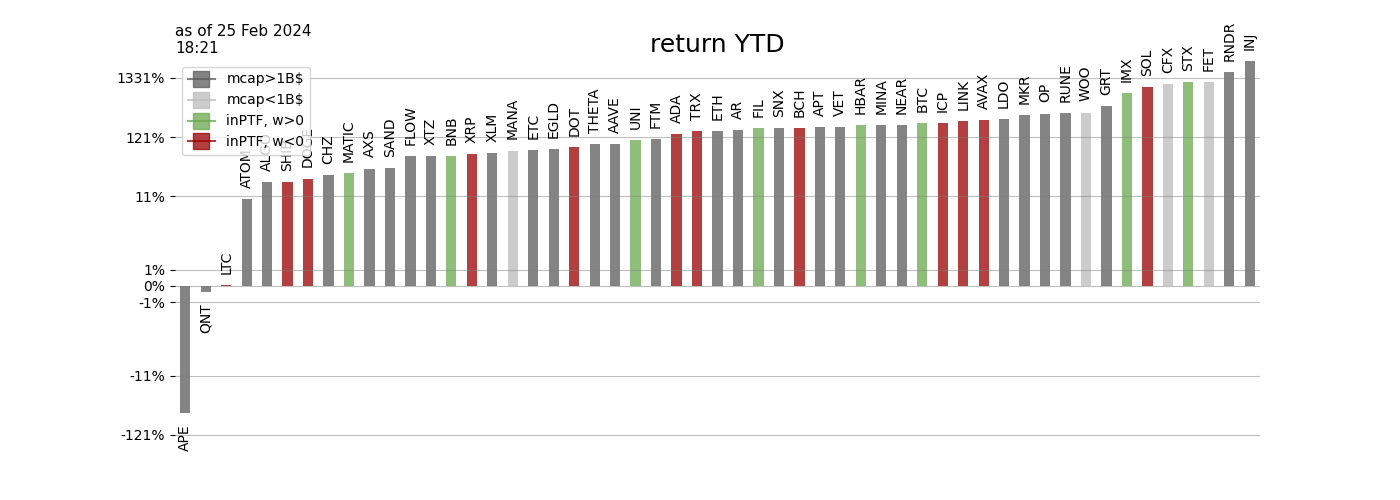 as of 25 Feb 2024
18:21
return YTD
mcap>1B$
mcap<1B$
inPTF, w>0
inPTF, w<0
1331%
121%
11%
1%
0%
-1%
-11%
-121%
APE
QNT
LTC
ATOM
ALGO
SHIB
DOGE
CHZ
MATIC
AXS
SAND
FLOW
XTZ
BNB
XRP
XLM
MANA
ETC
EGLD
DOT
THETA
AAVE
UNI
FTM
ADA
TRX
ETH
AR
FIL
SNX
BCH
APT
VET
HBAR
MINA
NEAR
BTC
ICP
LINK
AVAX
LDO
MKR
OP
RUNE
WOO
GRT
IMX
SOL
CFX
STX
FET
RNDR
INJ